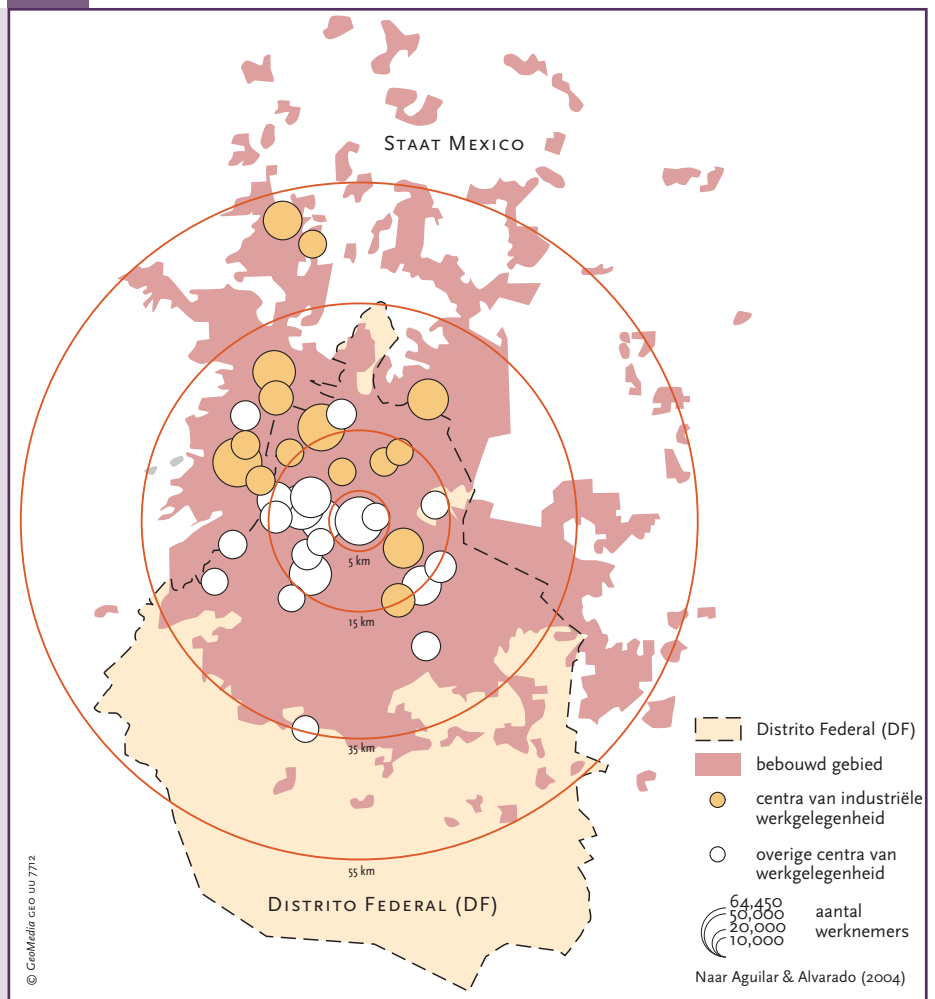 STAAT MEXICO
5 km
15 km
35 km
55 km
DISTRITO FEDERAL (DF)
Distrito Federal (DF)
bebouwd gebied
centra van industriële
werkgelegenheid
overige centra van
werkgelegenheid
64,450
50,000
20,000
10,000
aantal
werknemers
Naar Aguilar & Alvarado (2004)
© GeoMedia GEO UU 7712